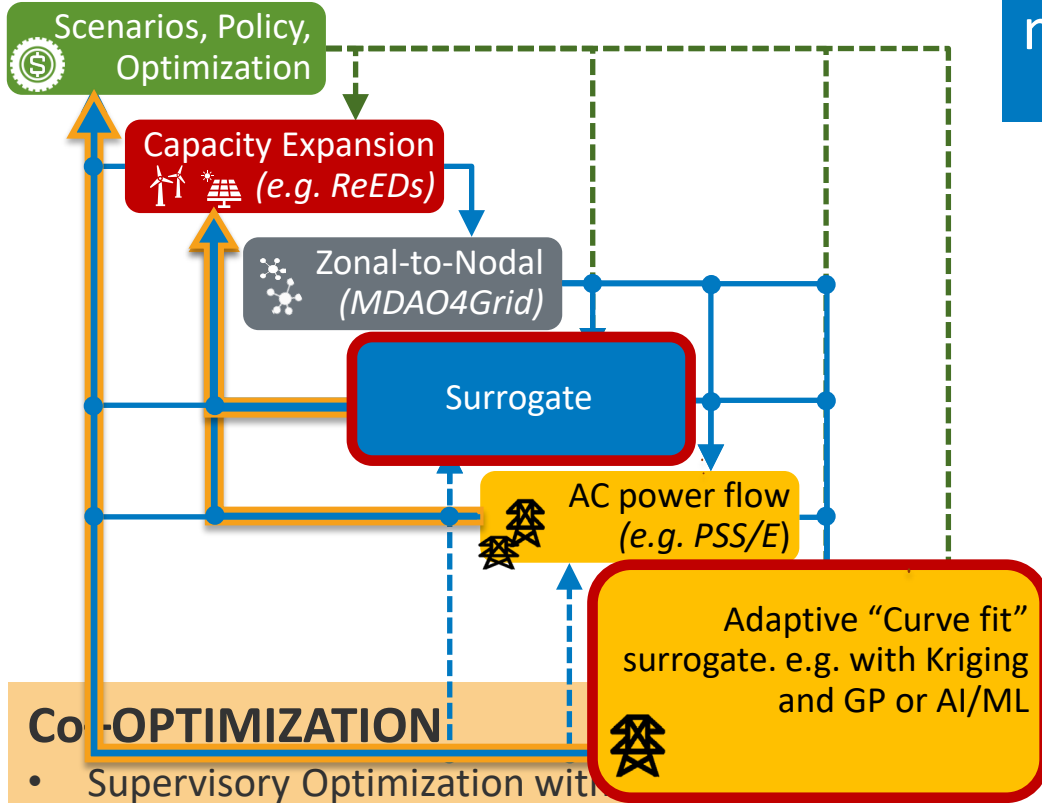 Scenarios, Policy,
Optimization
$
Capacity Expansion
(e.g. ReEDs)
Zonal-to-Nodal
(MDAO4Grid)
Surrogate
AC power flow
(e.g. PSS/E)
Adaptive “Curve fit”
surrogate. e.g. with Kriging
and GP or AI/ML
Co-OPTIMIZATION
• Supervisory Optimization with